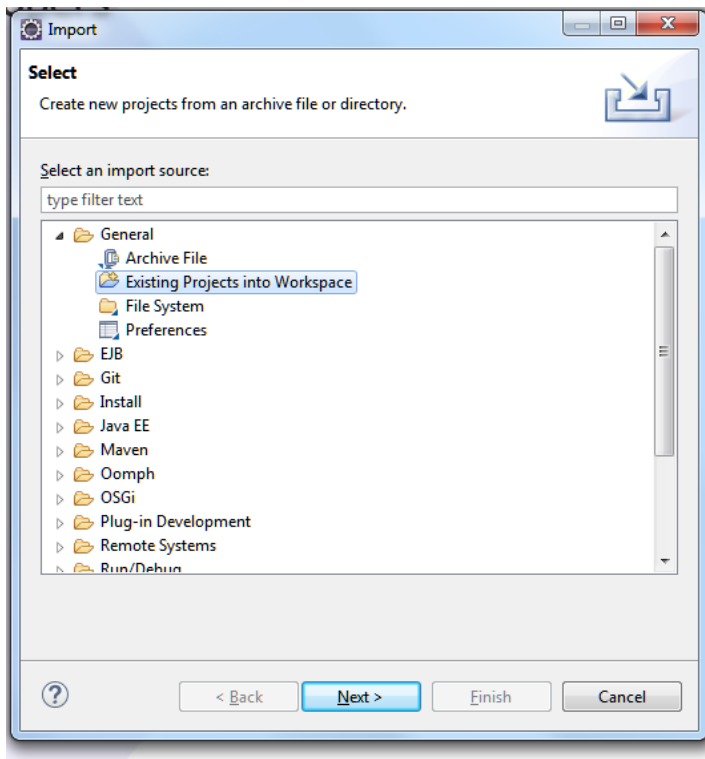 Import
Select
Create new projects from an archive file or directory.
Select an import source:
type filter text
General
Archive File
Existing Projects into Workspace
File System
Preferences
EJB
Git
Install
Java EE
Maven
Oomph
OSGi
Plug-in Development
Remote Systems
Run/Debug
? < Back Next > Finish Cancel